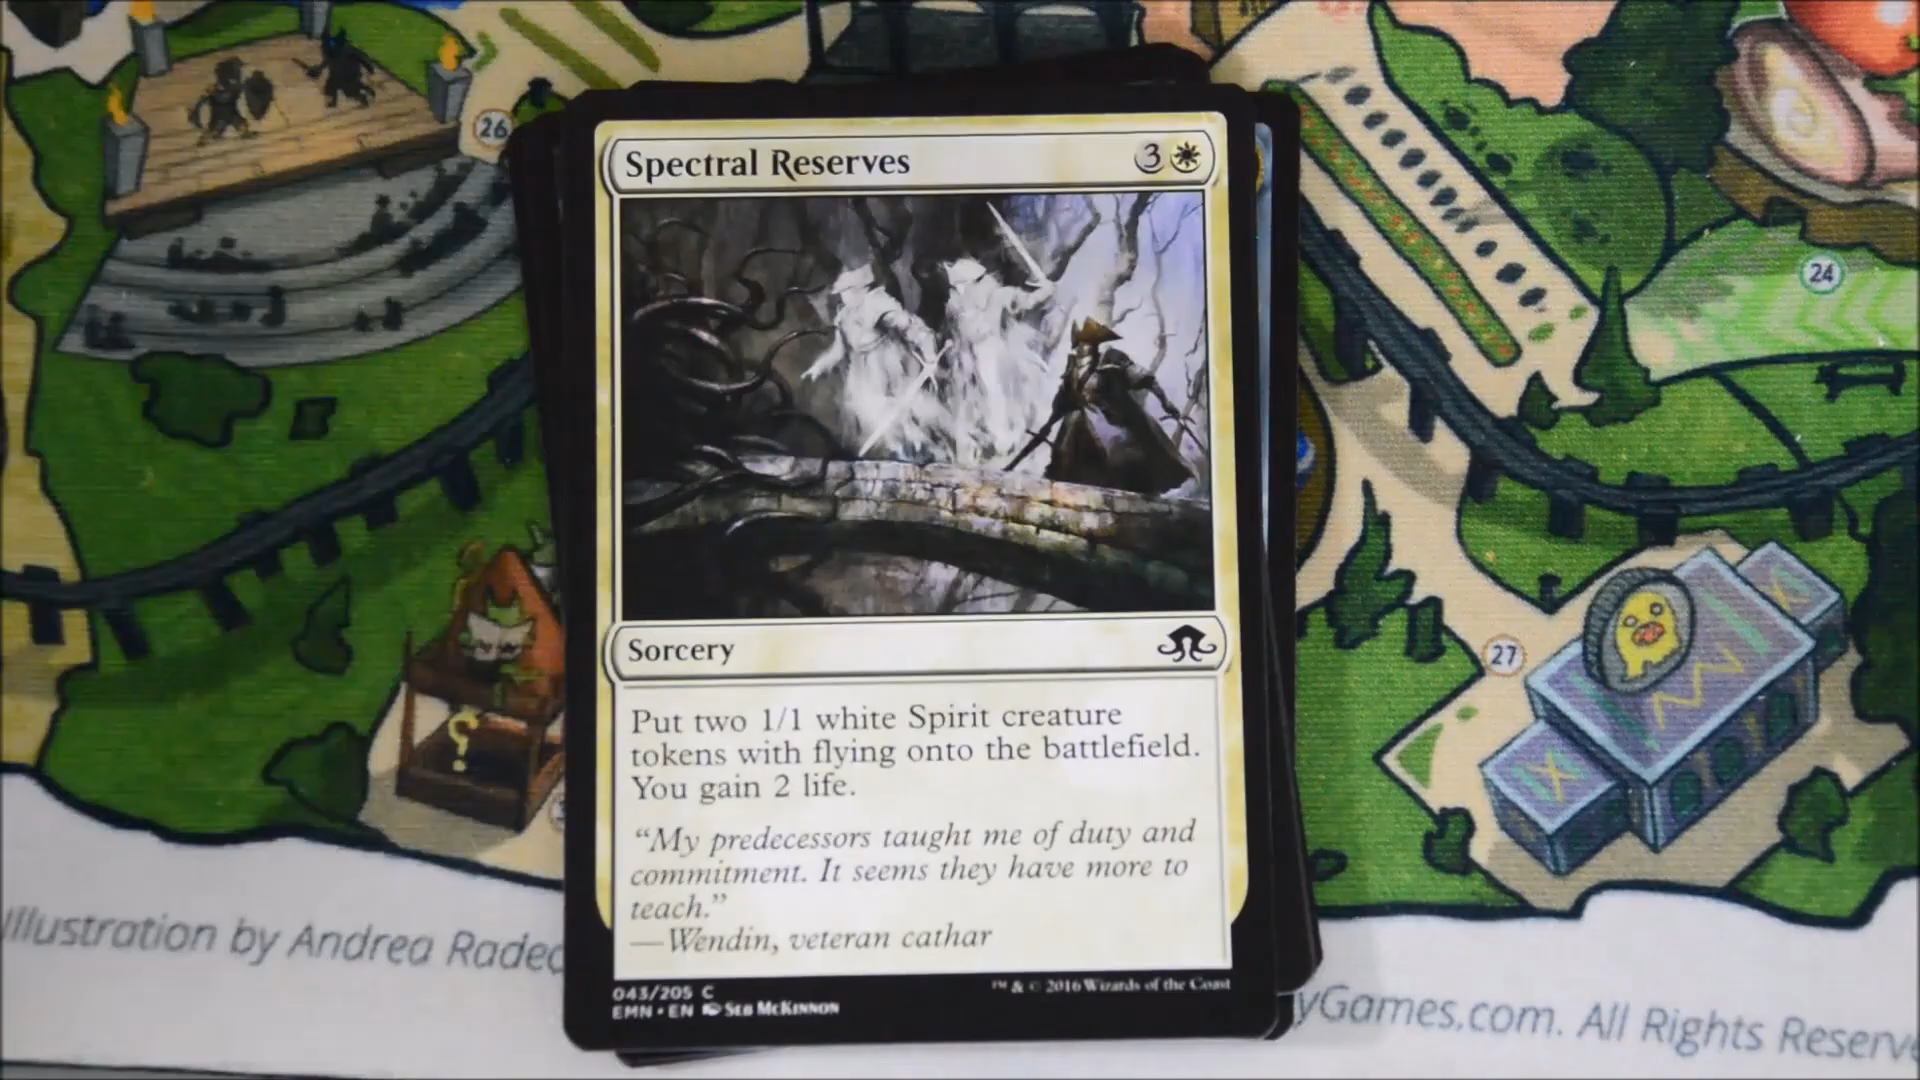 26
24
27
?
Spectral Reserves
3
Sorcery
Put two 1/1 white Spirit creature
tokens with flying onto the battlefield.
You gain 2 life.
“My predecessors taught me of duty and
commitment. It seems they have more to
teach.”
—Wendin, veteran cathar
043/205 C
EMN • EN Seb McKinnon
™ & © 2016 Wizards of the Coast
Illustration by Andrea
yGames.com. All Rights